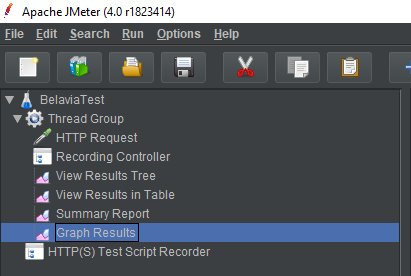 Apache JMeter (4.0 r1823414)
File Edit Search Run Options Help
BelaviaTest
Thread Group
HTTP Request
Recording Controller
View Results Tree
View Results in Table
Summary Report
Graph Results
HTTP(S) Test Script Recorder